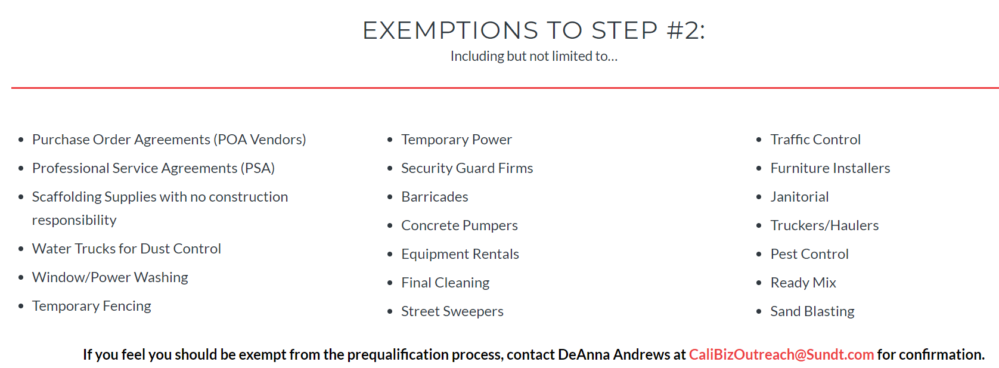 EXEMPTIONS TO STEP #2:
Including but not limited to...
Purchase Order Agreements (POA Vendors)
Professional Service Agreements (PSA)
Scaffolding Supplies with no construction
responsibility
Water Trucks for Dust Control
Window/Power Washing
Temporary Fencing
Temporary Power
Security Guard Firms
Barricades
Concrete Pumpers
Equipment Rentals
Final Cleaning
Street Sweepers
Traffic Control
Furniture Installers
Janitorial
Truckers/Haulers
Pest Control
Ready Mix
Sand Blasting
If you feel you should be exempt from the prequalification process, contact DeAnna Andrews at CaliBizOutreach@Sundt.com for confirmation.